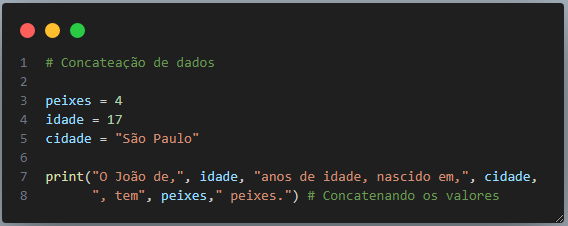 1 # Concateação de dados
2
3 peixes = 4
4 idade = 17
5 cidade = "São Paulo"
6
7 print("O João de,", idade, "anos de idade, nascido em,", cidade,
8 ", tem", peixes," peixes.") # Concatenando os valores